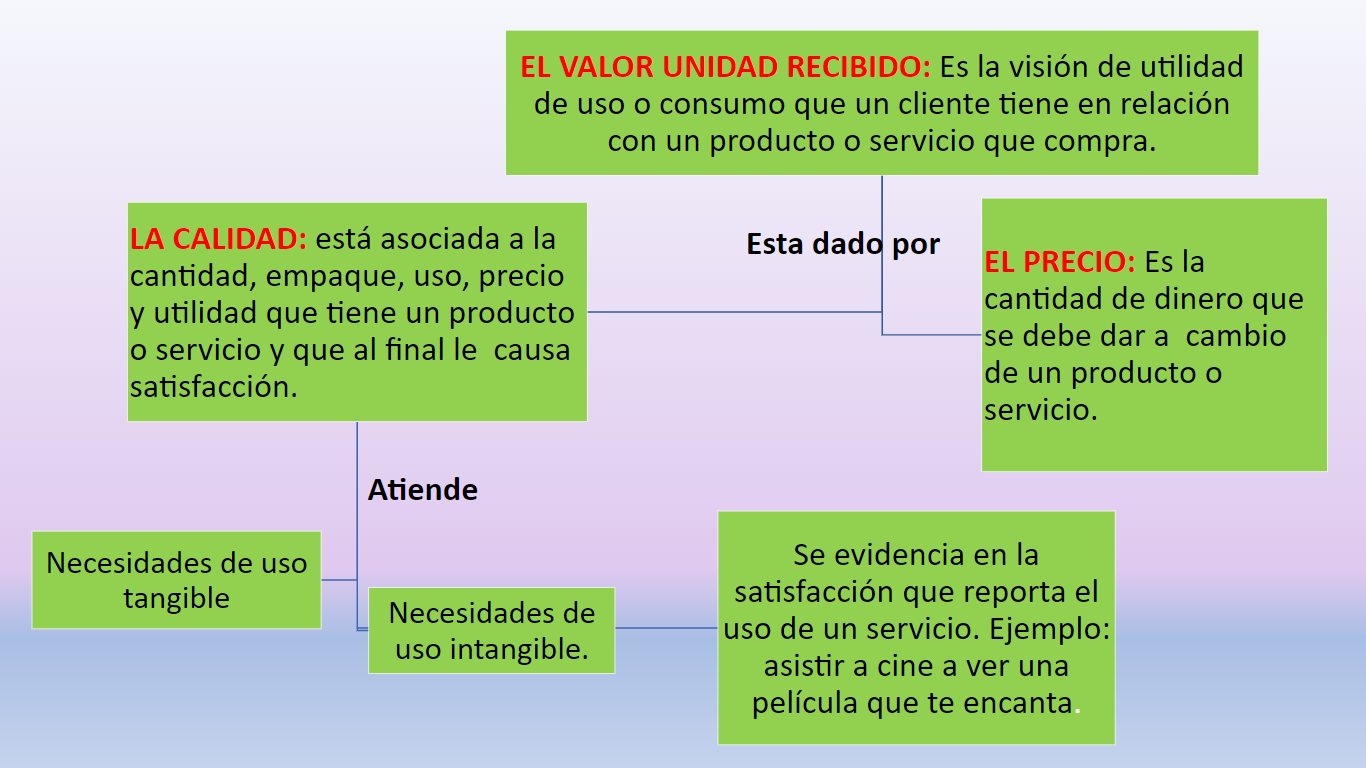 EL VALOR UNIDAD RECIBIDO: Es la visión de utilidad
de uso o consumo que un cliente tiene en relación
con un producto o servicio que compra.
Esta dado por
LA CALIDAD: está asociada a la
cantidad, empaque, uso, precio
y utilidad que tiene un producto
o servicio y que al final le causa
satisfacción.
EL PRECIO: Es la
cantidad de dinero que
se debe dar a cambio
de un producto o
servicio.
Atiende
Necesidades de uso
tangible
Necesidades de
uso intangible.
Se evidencia en la
satisfacción que reporta el
uso de un servicio. Ejemplo:
asistir a cine a ver una
película que te encanta.